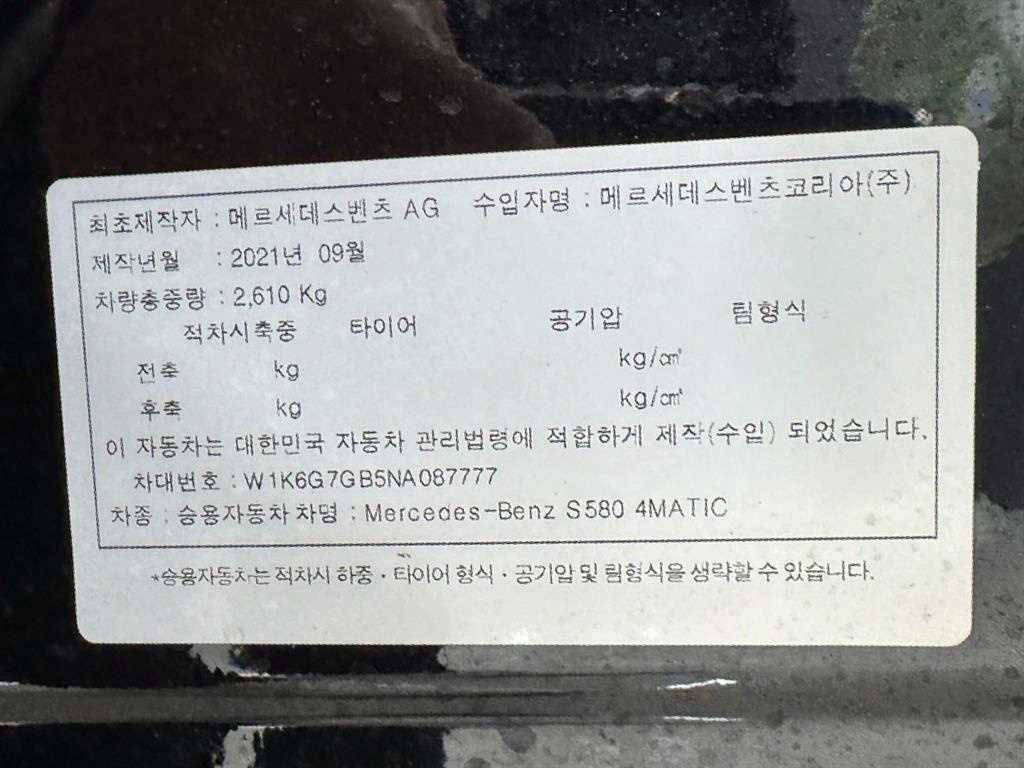 최초제작자 : 메르세데스벤츠 AG 수입자명 : 메르세데스벤츠코리아(주)
제작년월 : 2021년 09월
차량총중량 : 2,610 Kg
적차시축중 타이어 공기압 림형식
전축 kg kg/㎠
후축 kg kg/㎠
이 자동차는 대한민국 자동차 관리법령에 적합하게 제작(수입) 되었습니다.
차대번호 : W1K6G7GB5NA087777
차종 : 승용자동차 차명 : Mercedes-Benz S580 4MATIC
*승용자동차는 적차시 하중·타이어 형식·공기압 및 림형식을 생략할 수 있습니다.